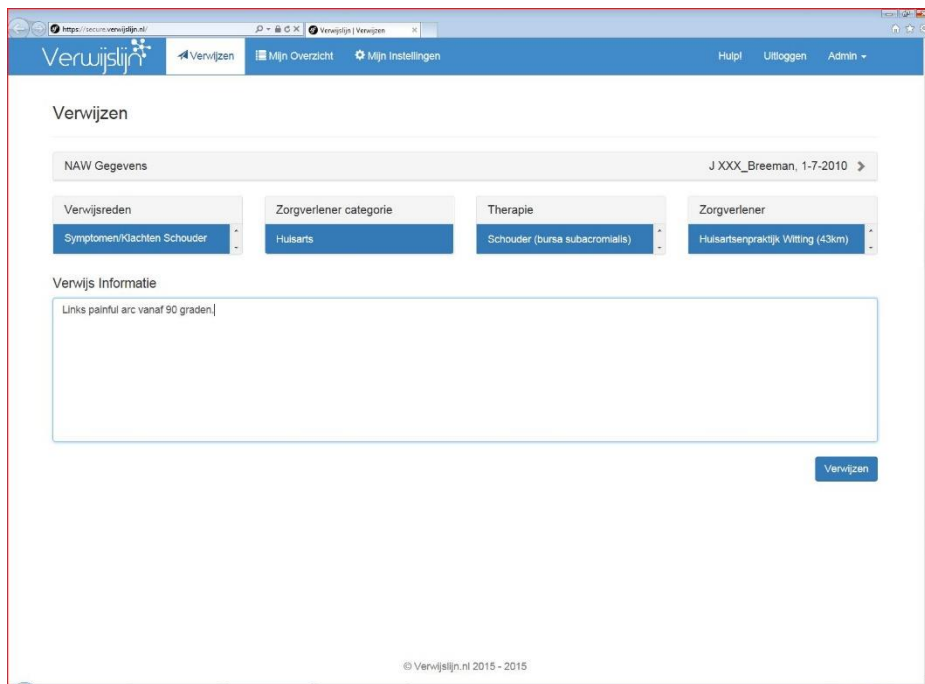 https://secure.verwijslijn.nl/
Verwijslijn | Verwijzen
Verwijslijn Verwijzen Mijn Overzicht Mijn Instellingen Hulp! Uitloggen Admin
Verwijzen
NAW Gegevens J XXX_Breeman, 1-7-2010
Verwijsreden Zorgverlener categorie Therapie Zorgverlener
Symptomen/Klachten Schouder Huisarts Schouder (bursa subacromialis) Huisartsenpraktijk Witting (43km)
Verwijs Informatie
Links painful arc vanaf 90 graden.
Verwijzen
© Verwijslijn.nl 2015 - 2015